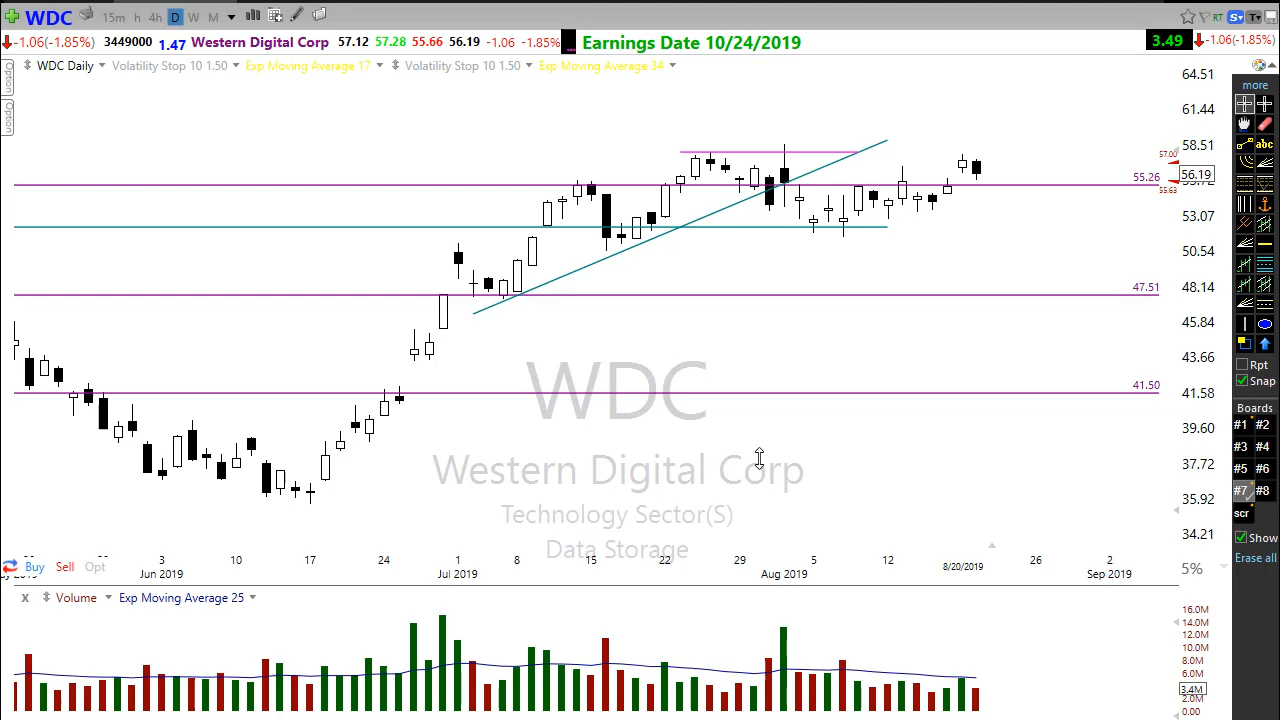 WDC 15m h 4h D W M RT S T
-1.06(-1.85%) 3449000 1.47 Western Digital Corp 57.12 57.28 55.66 56.19 -1.06 -1.85% Earnings Date 10/24/2019 3.49 -1.06(-1.85%)
WDC Daily Volatility Stop 10 1.50 Exp Moving Average 17 Volatility Stop 10 1.50 Exp Moving Average 34
Option
Option
64.51
61.44
58.51
57.00
56.19
55.26
55.63
53.07
50.54
48.14
47.51
45.84
43.66
41.50
41.58
39.60
37.72
35.92
34.21
WDC
Western Digital Corp
Technology Sector(S)
Data Storage
more
abc
Rpt
Snap
Boards
#1 #2
#3 #4
#5 #6
#7 #8
scr
Show
Erase all
3 10 17 24 1 8 15 22 29 5 12 8/20/2019 26 2
Buy Sell Opt
Jun 2019 Jul 2019 Aug 2019 Sep 2019
5%
x Volume Exp Moving Average 25
16.0M
14.0M
12.0M
10.0M
8.0M
6.0M
3.4M
2.0M
0.00